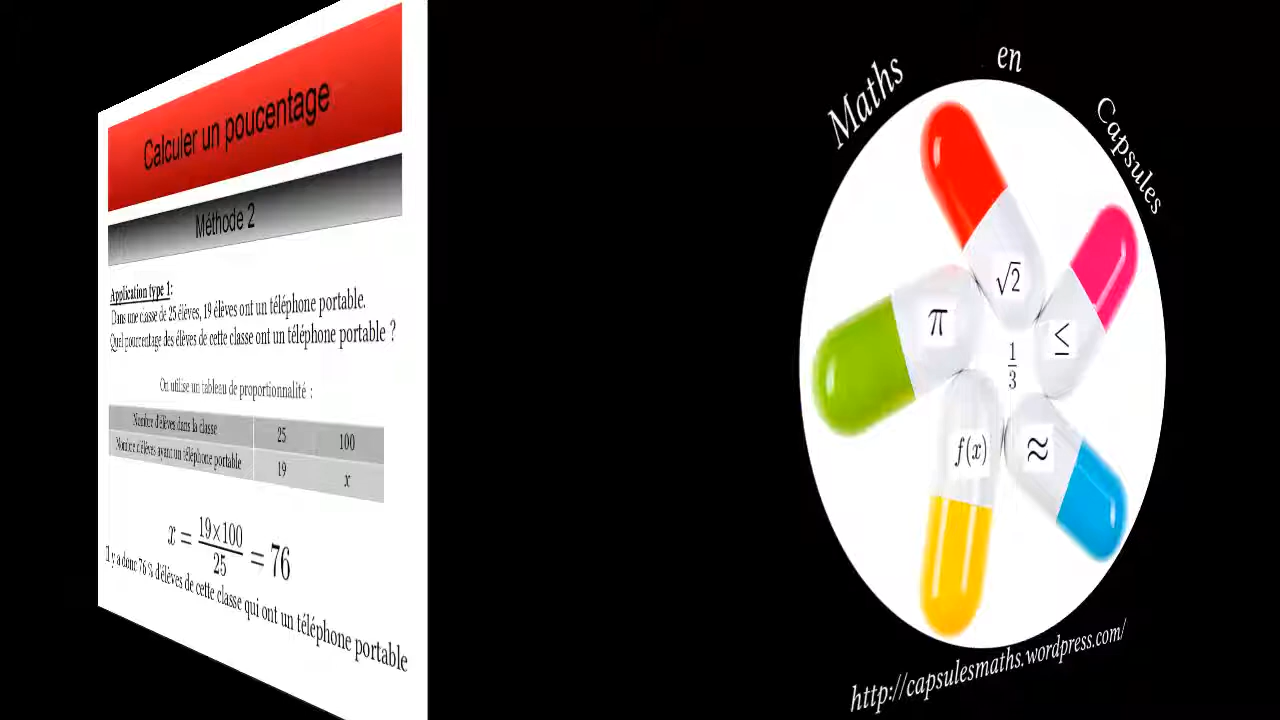 Calculer un poucentage
Méthode 2
Application type 1:
Dans une classe de 25 élèves, 19 élèves ont un téléphone portable.
Quel pourcentage des élèves de cette classe ont un téléphone portable ?
On utilise un tableau de proportionnalité :
Nombre d'élèves dans la classe 25 100
Nombre d'élèves ayant un téléphone portable 19 x
x = 19×100/25 = 76
Il y a donc 76 % d'élèves de cette classe qui ont un téléphone portable
Maths en Capsules
√2
π
≤
1/3
f(x)
≈
http://capsulesmaths.wordpress.com/